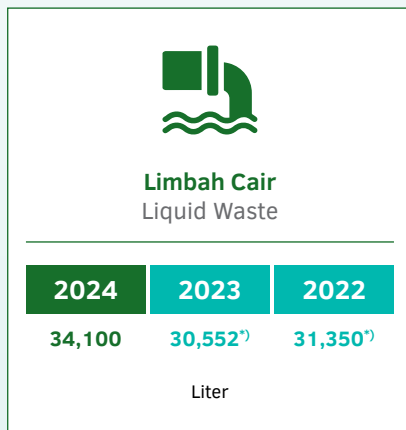 Limbah Cair
Liquid Waste
2024 2023 2022
34,100 30,552*) 31,350*)
Liter